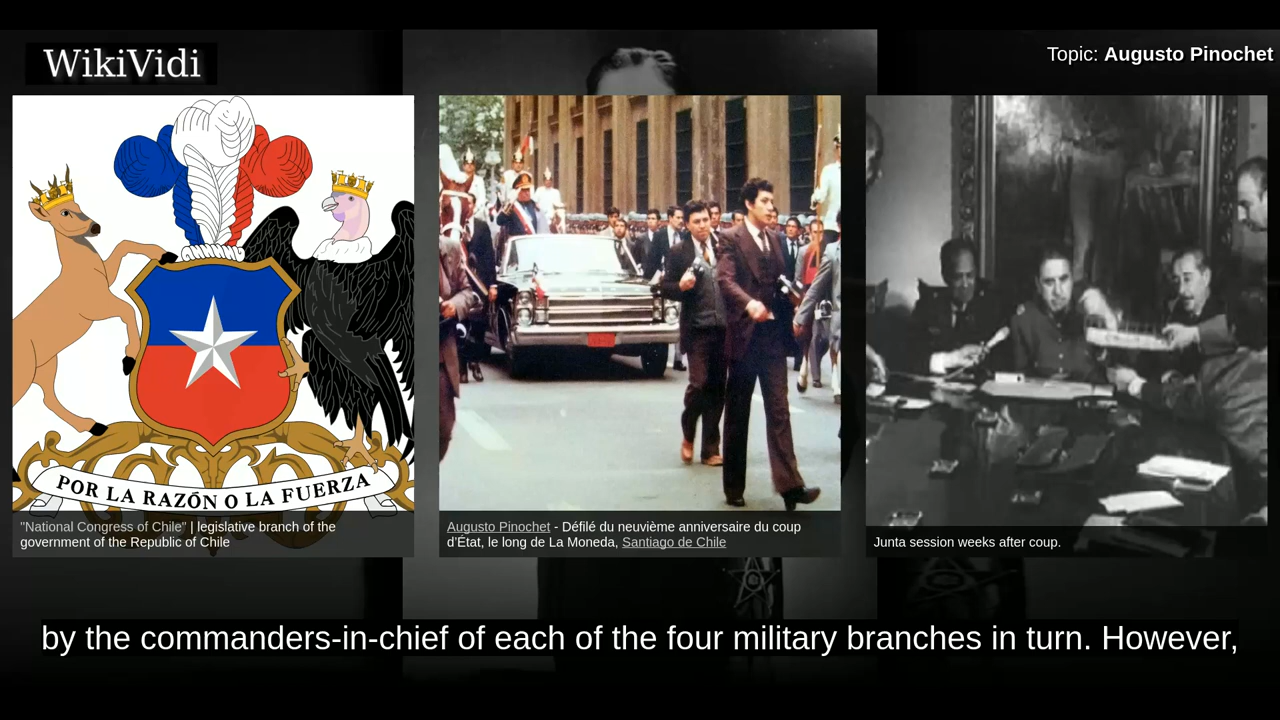 WikiVidi
Topic: Augusto Pinochet
POR LA RAZÓN O LA FUERZA
"National Congress of Chile" | legislative branch of the
government of the Republic of Chile
Augusto Pinochet - Défilé du neuvième anniversaire du coup
d'État, le long de La Moneda, Santiago de Chile
Junta session weeks after coup.
by the commanders-in-chief of each of the four military branches in turn. However,